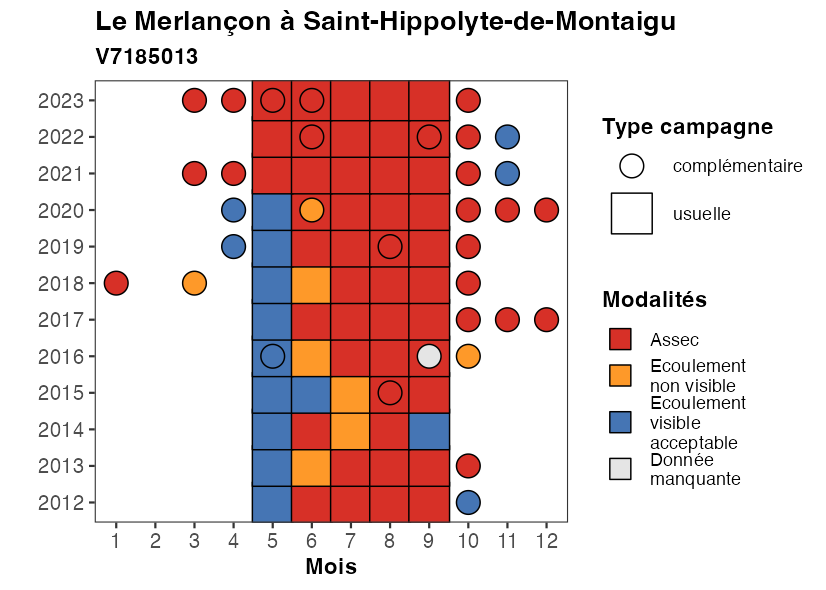 Le Merlançon à Saint-Hippolyte-de-Montaigu
V7185013
2023
2022
2021
2020
2019
2018
2017
2016
2015
2014
2013
2012
1 2 3 4 5 6 7 8 9 10 11 12
Mois
Type campagne
complémentaire
usuelle
Modalités
Assec
Ecoulement
non visible
Ecoulement
visible
acceptable
Donnée
manquante